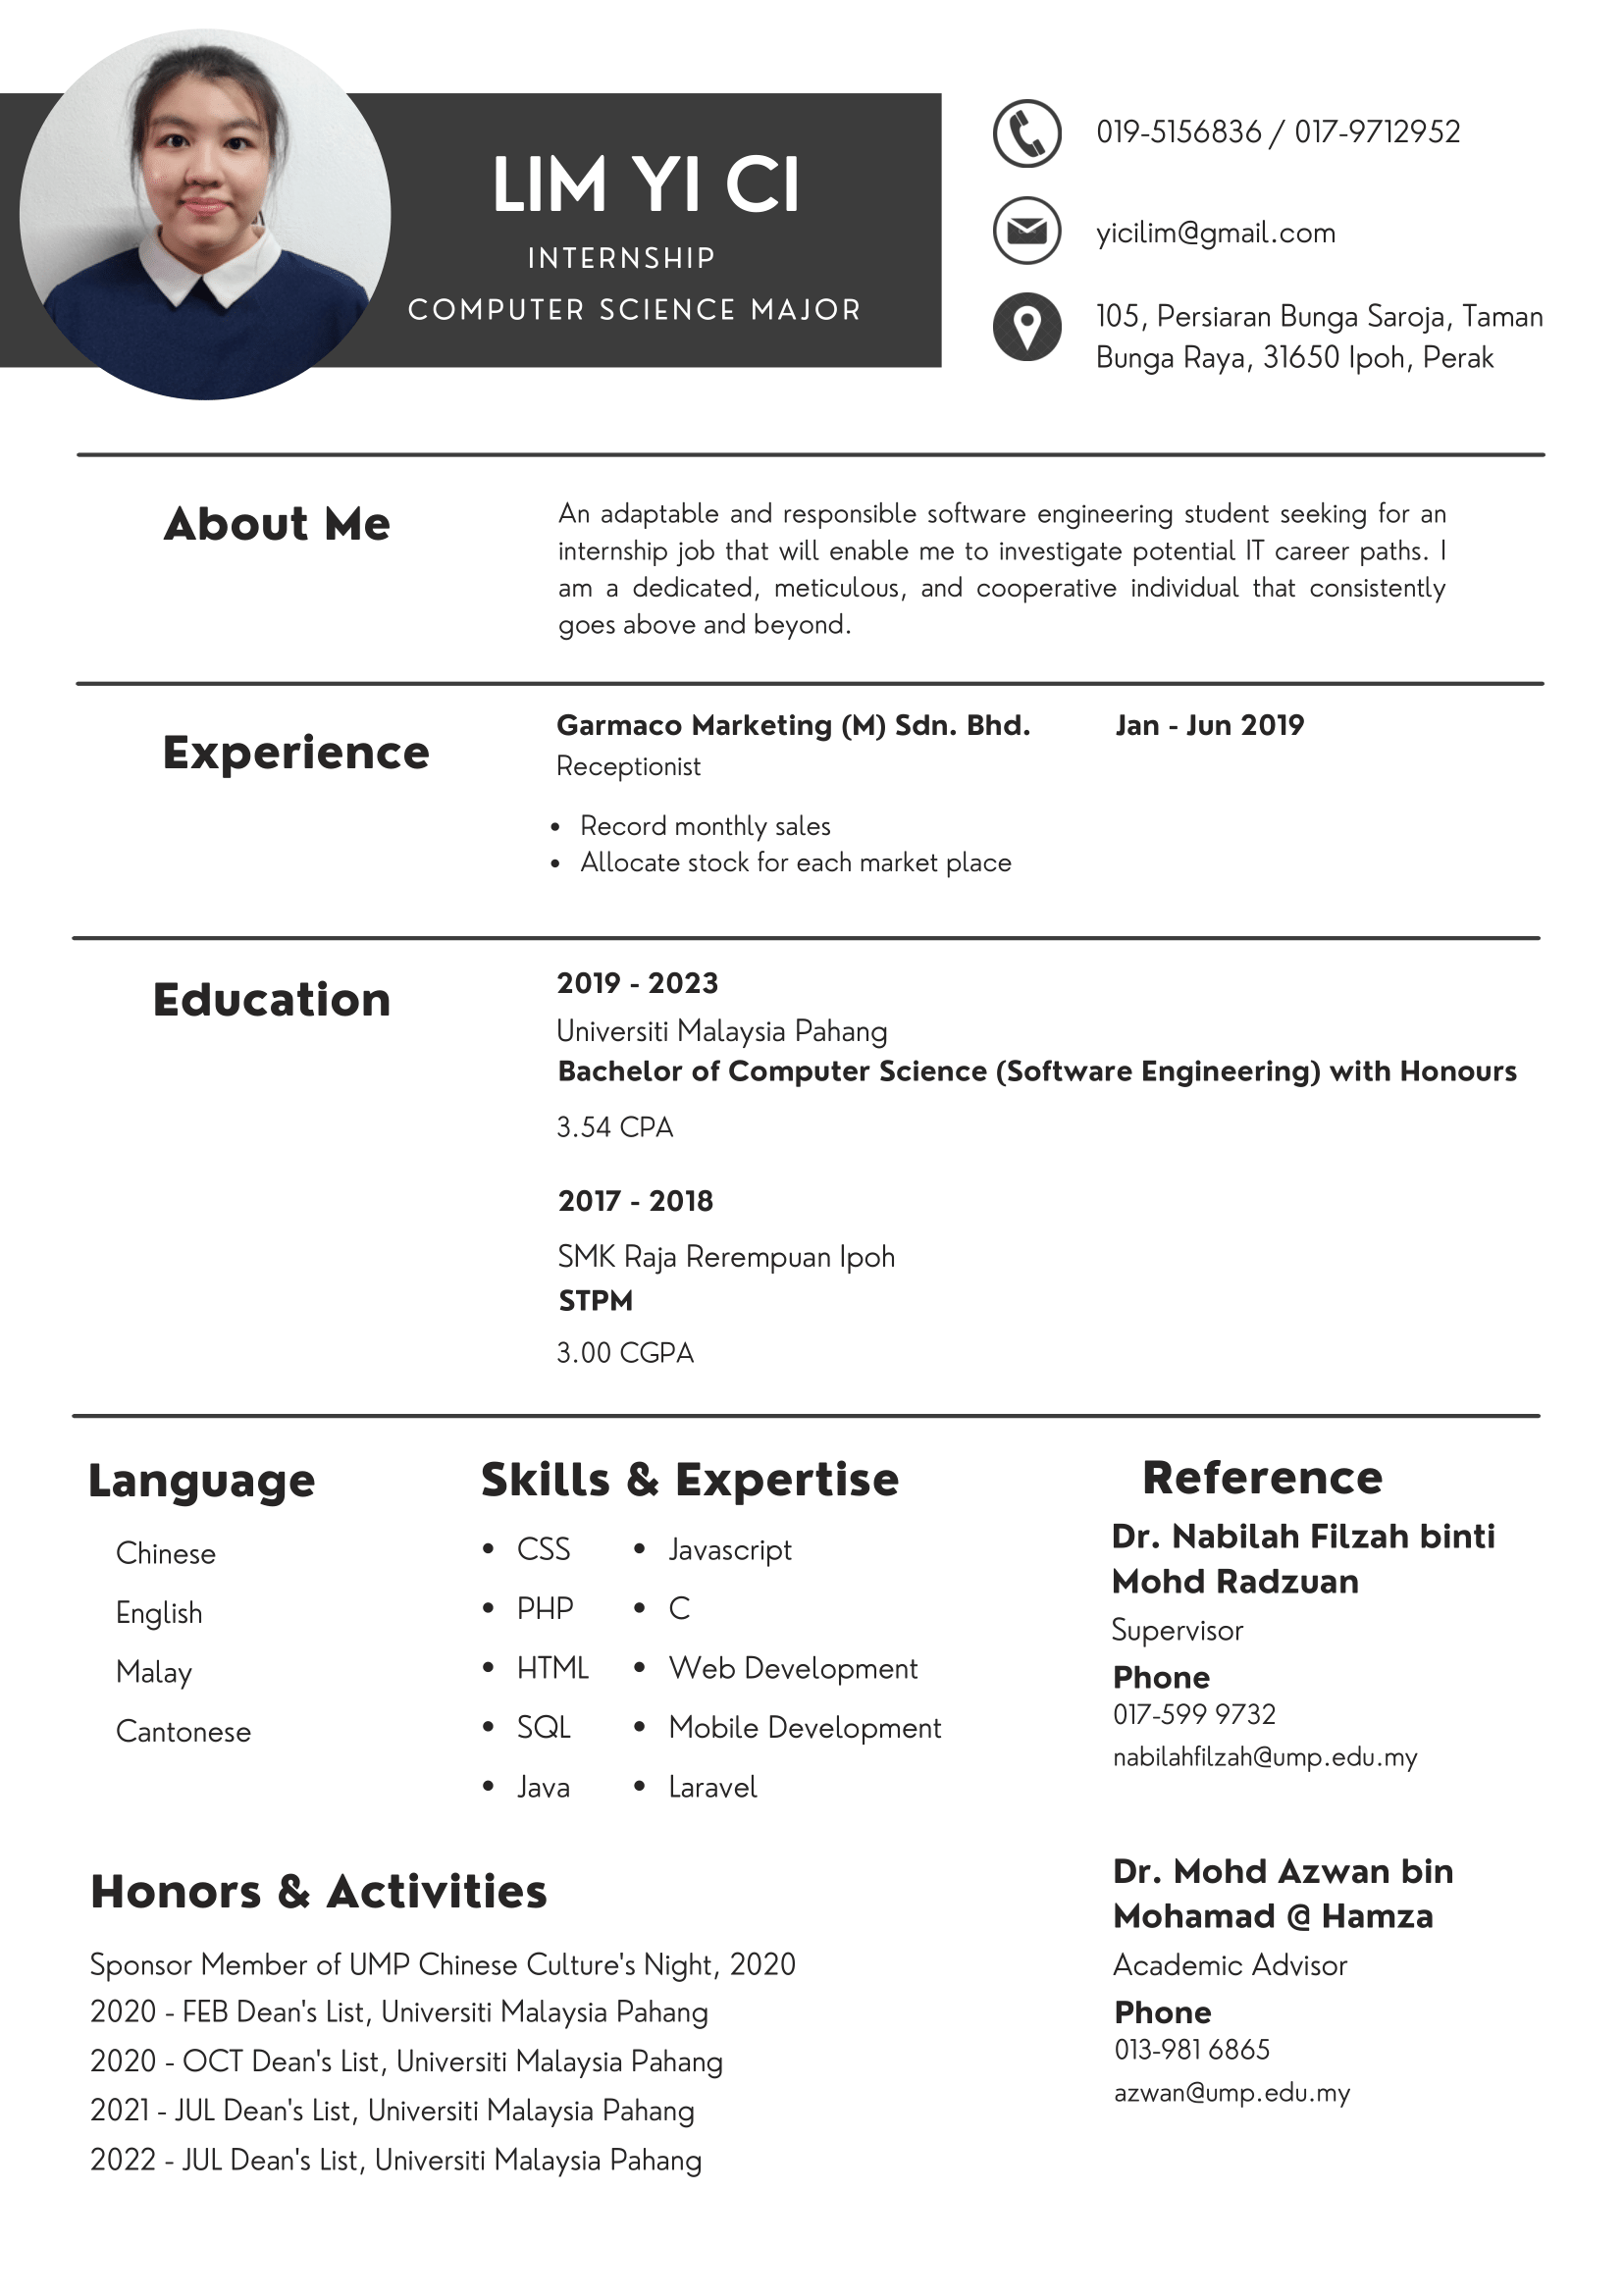 LIM YI CI
INTERNSHIP
COMPUTER SCIENCE MAJOR
019-5156836 / 017-9712952
yicilim@gmail.com
105, Persiaran Bunga Saroja, Taman
Bunga Raya, 31650 Ipoh, Perak
About Me
An adaptable and responsible software engineering student seeking for an
internship job that will enable me to investigate potential IT career paths. I
am a dedicated, meticulous, and cooperative individual that consistently
goes above and beyond.
Experience
Garmaco Marketing (M) Sdn. Bhd. Jan - Jun 2019
Receptionist
• Record monthly sales
• Allocate stock for each market place
Education
2019 - 2023
Universiti Malaysia Pahang
Bachelor of Computer Science (Software Engineering) with Honours
3.54 CPA
2017 - 2018
SMK Raja Rerempuan Ipoh
STPM
3.00 CGPA
Language
Chinese
English
Malay
Cantonese
Skills & Expertise
• CSS
• PHP
• HTML
• SQL
• Java
• Javascript
• C
• Web Development
• Mobile Development
• Laravel
Honors & Activities
Sponsor Member of UMP Chinese Culture's Night, 2020
2020 - FEB Dean's List, Universiti Malaysia Pahang
2020 - OCT Dean's List, Universiti Malaysia Pahang
2021 - JUL Dean's List, Universiti Malaysia Pahang
2022 - JUL Dean's List, Universiti Malaysia Pahang
Reference
Dr. Nabilah Filzah binti
Mohd Radzuan
Supervisor
Phone
017-599 9732
nabilahfilzah@ump.edu.my
Dr. Mohd Azwan bin
Mohamad @ Hamza
Academic Advisor
Phone
013-981 6865
azwan@ump.edu.my